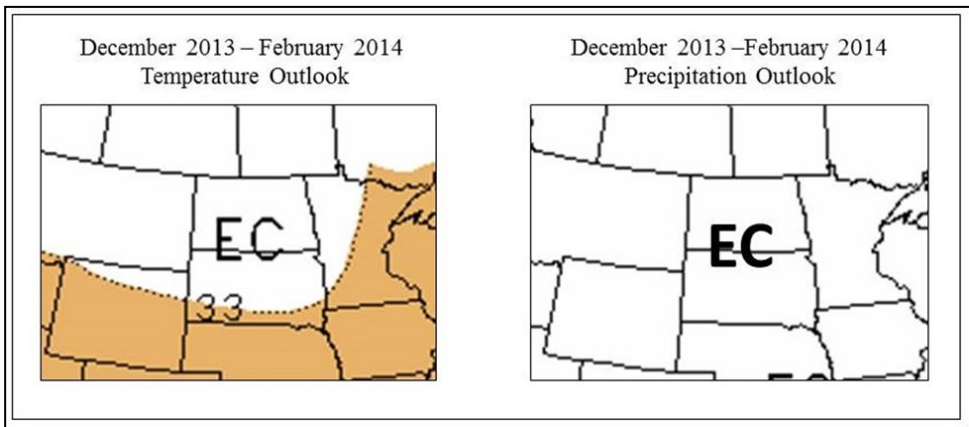 December 2013 – February 2014
Temperature Outlook
EC
33
December 2013 –February 2014
Precipitation Outlook
EC